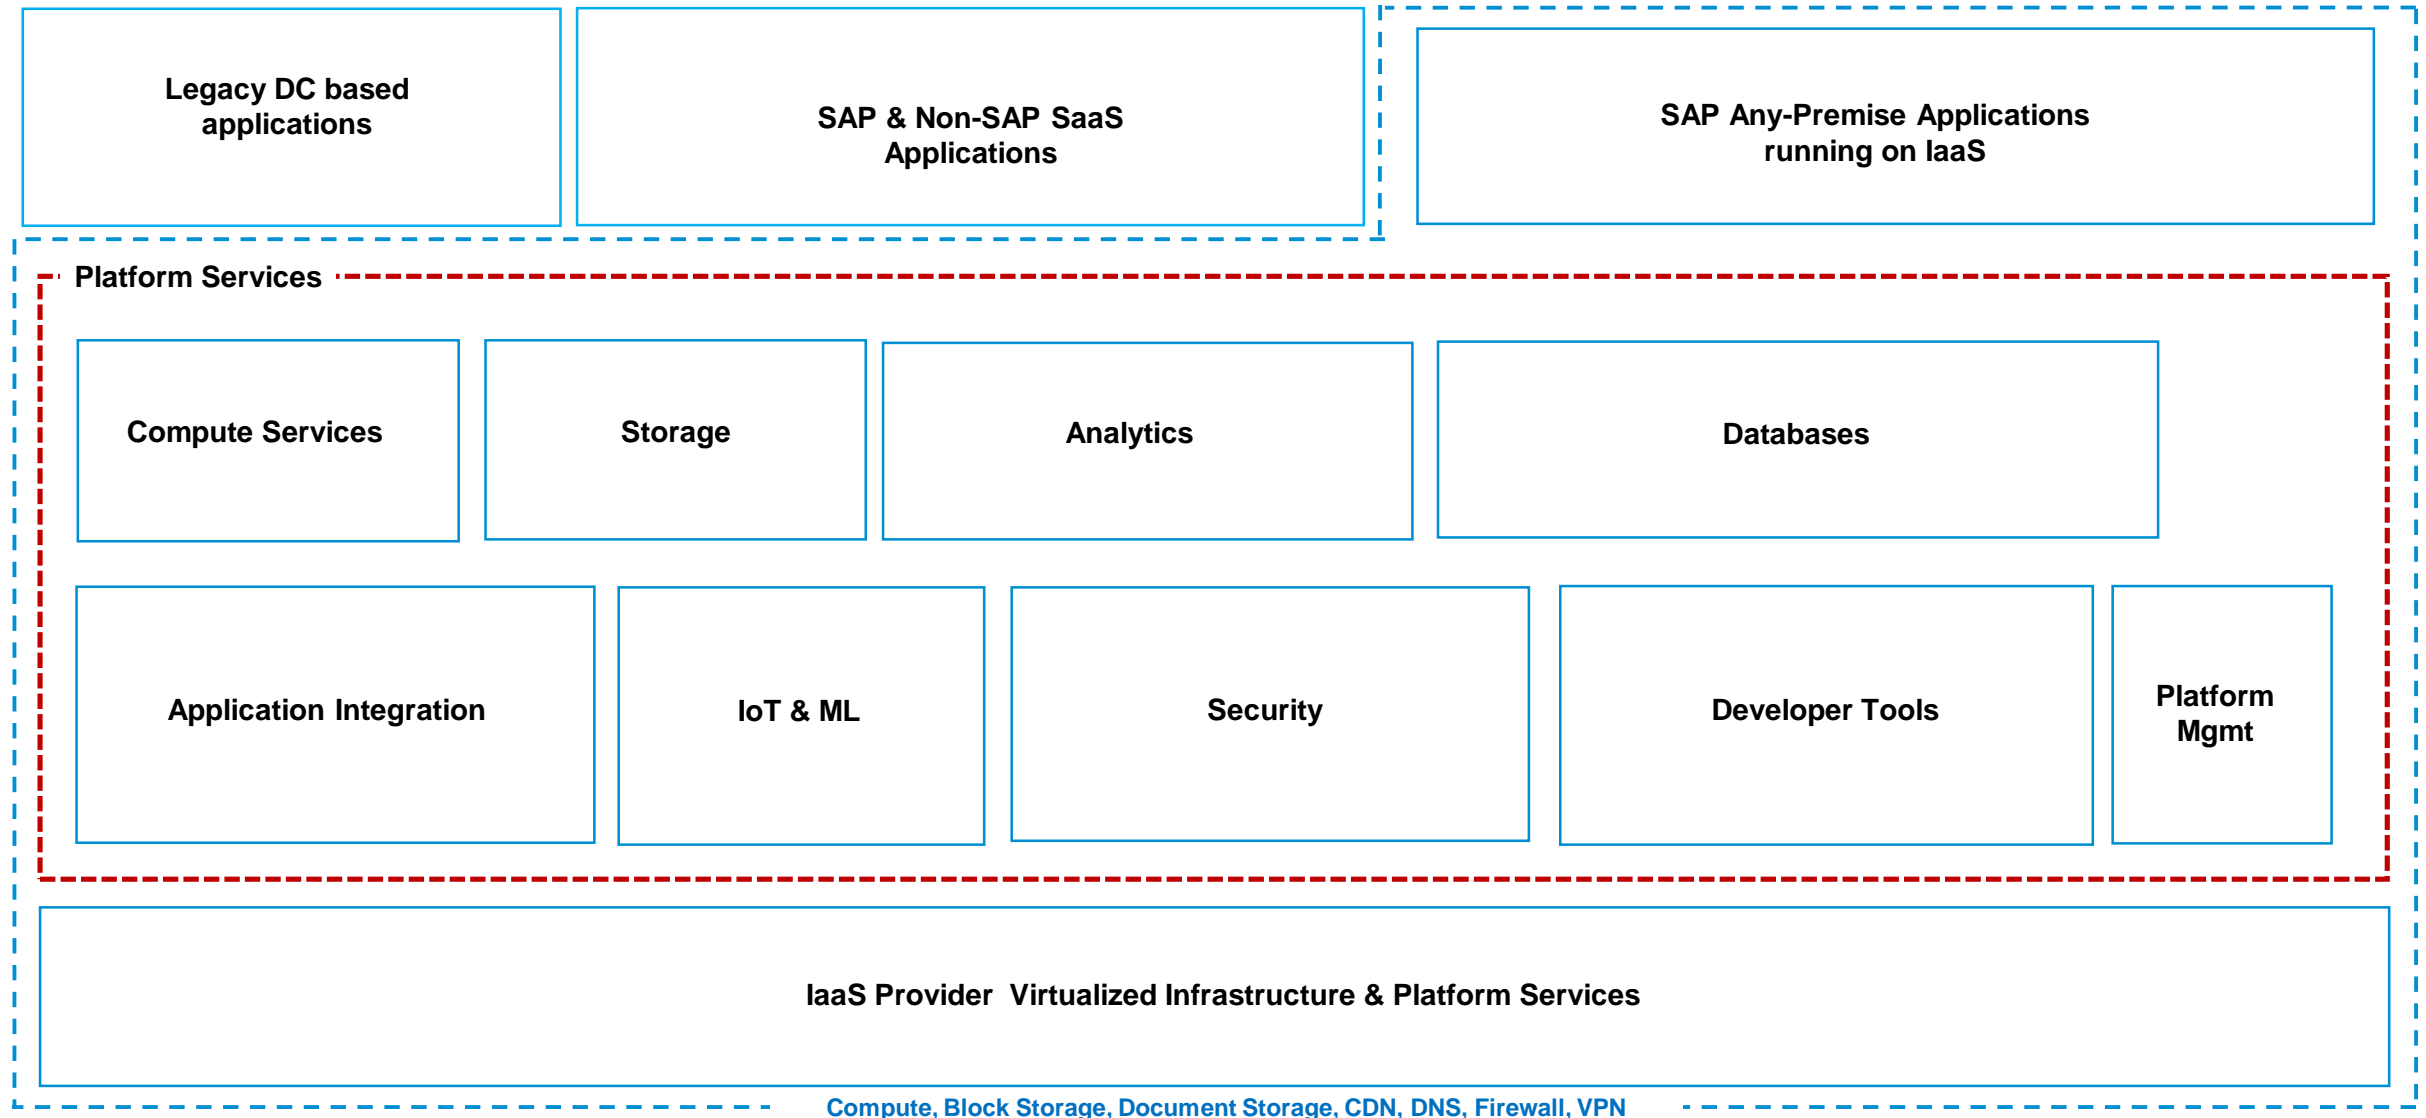 Legacy DC based
applications
SAP & Non-SAP SaaS
Applications
SAP Any-Premise Applications
running on IaaS
Platform Services
Compute Services
Storage
Analytics
Databases
Application Integration
IoT & ML
Security
Developer Tools
Platform
Mgmt
IaaS Provider  Virtualized Infrastructure & Platform Services
Compute, Block Storage, Document Storage, CDN, DNS, Firewall, VPN